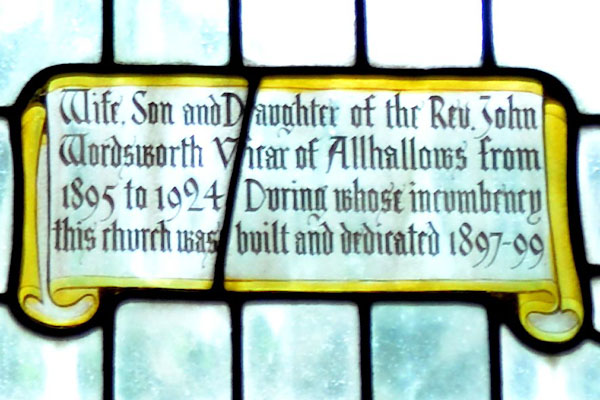 Wife, Son and Daughter of the Rev. John
Wordsworth Vicar of Allhallows from
1895 to 1924. During whose incumbency
this church was built and dedicated 1897-99